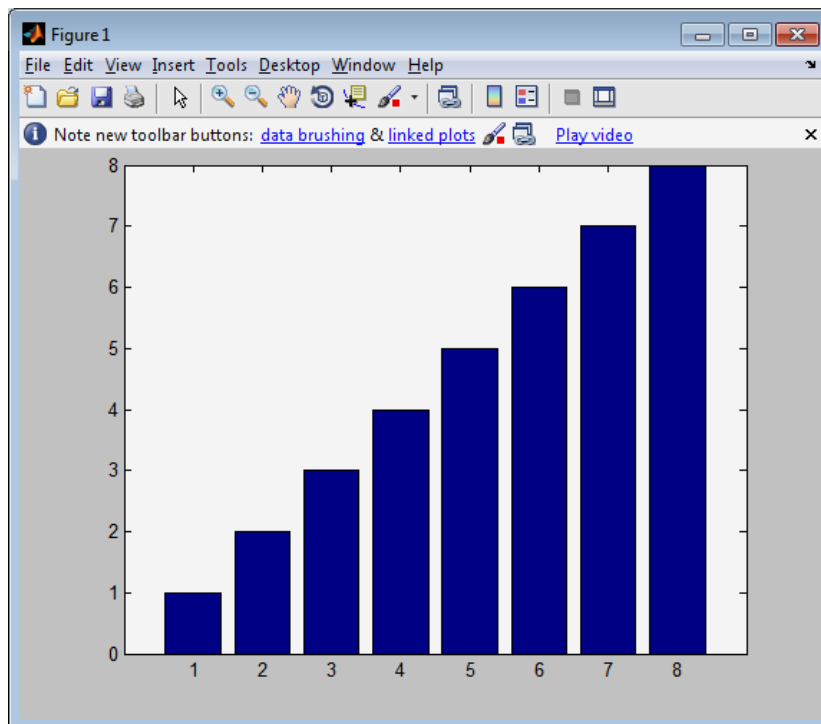 Figure 1
File Edit View Insert Tools Desktop Window Help
Note new toolbar buttons: data brushing & linked plots Play video
8
7
6
5
4
3
2
1
0
1 2 3 4 5 6 7 8